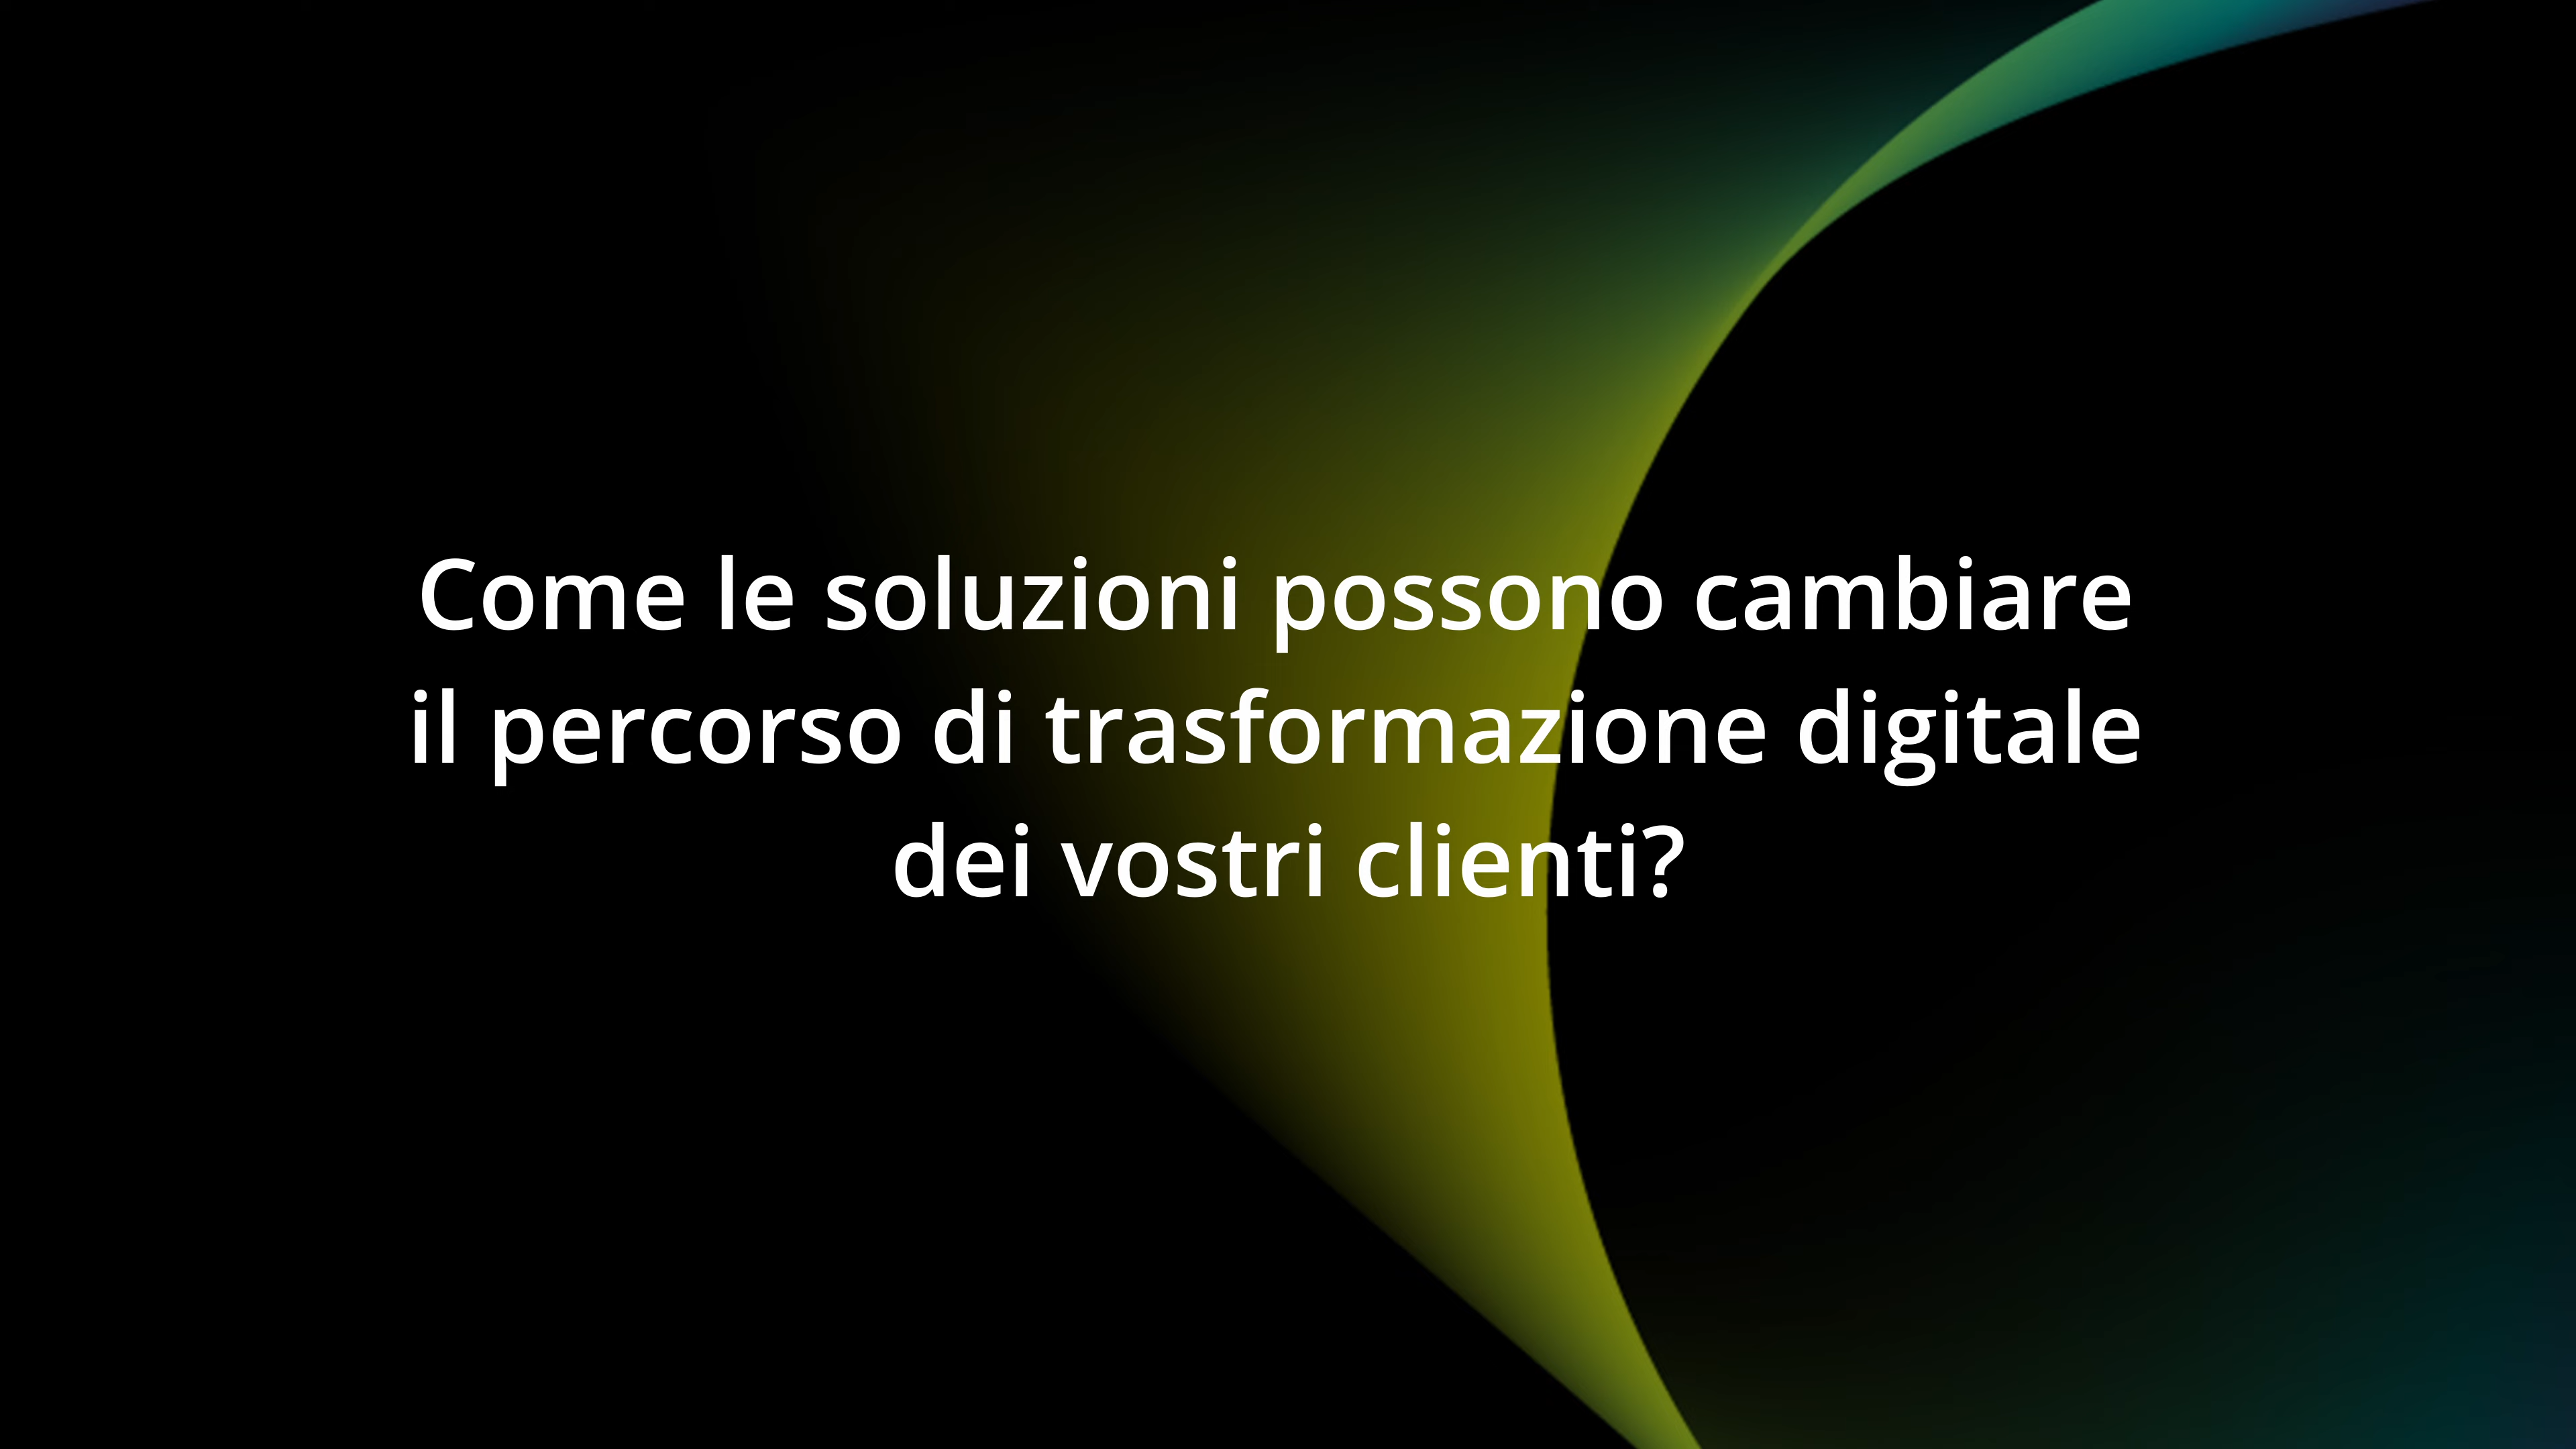 Come le soluzioni possono cambiare
il percorso di trasformazione digitale
dei vostri clienti?